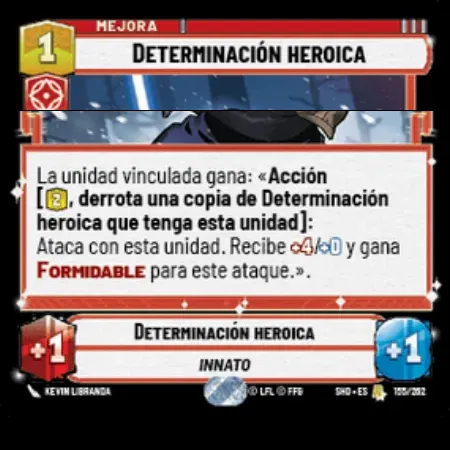 MEJORA
1
DETERMINACIÓN HEROICA
La unidad vinculada gana: «Acción
[2, derrota una copia de Determinación
heroica que tenga esta unidad]:
Ataca con esta unidad. Recibe +4/+0 y gana
FORMIDABLE para este ataque.».
+1
DETERMINACIÓN HEROICA
+1
INNATO
KEVIN LIBRANDA
© LFL © FFG
SHD • ES
155/262